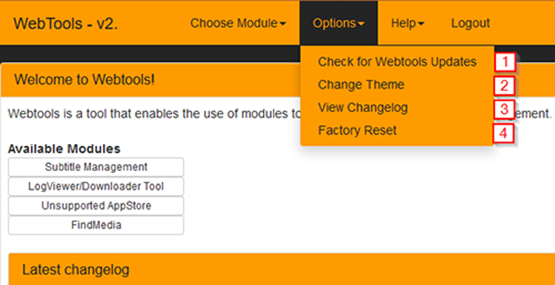 WebTools - v2.
Choose Module
Options
Help
Logout
Check for Webtools Updates 1
Change Theme 2
View Changelog 3
Factory Reset 4
Welcome to Webtools!
Webtools is a tool that enables the use of modules to ement.
Available Modules
Subtitle Management
LogViewer/Downloader Tool
Unsupported AppStore
FindMedia
Latest changelog